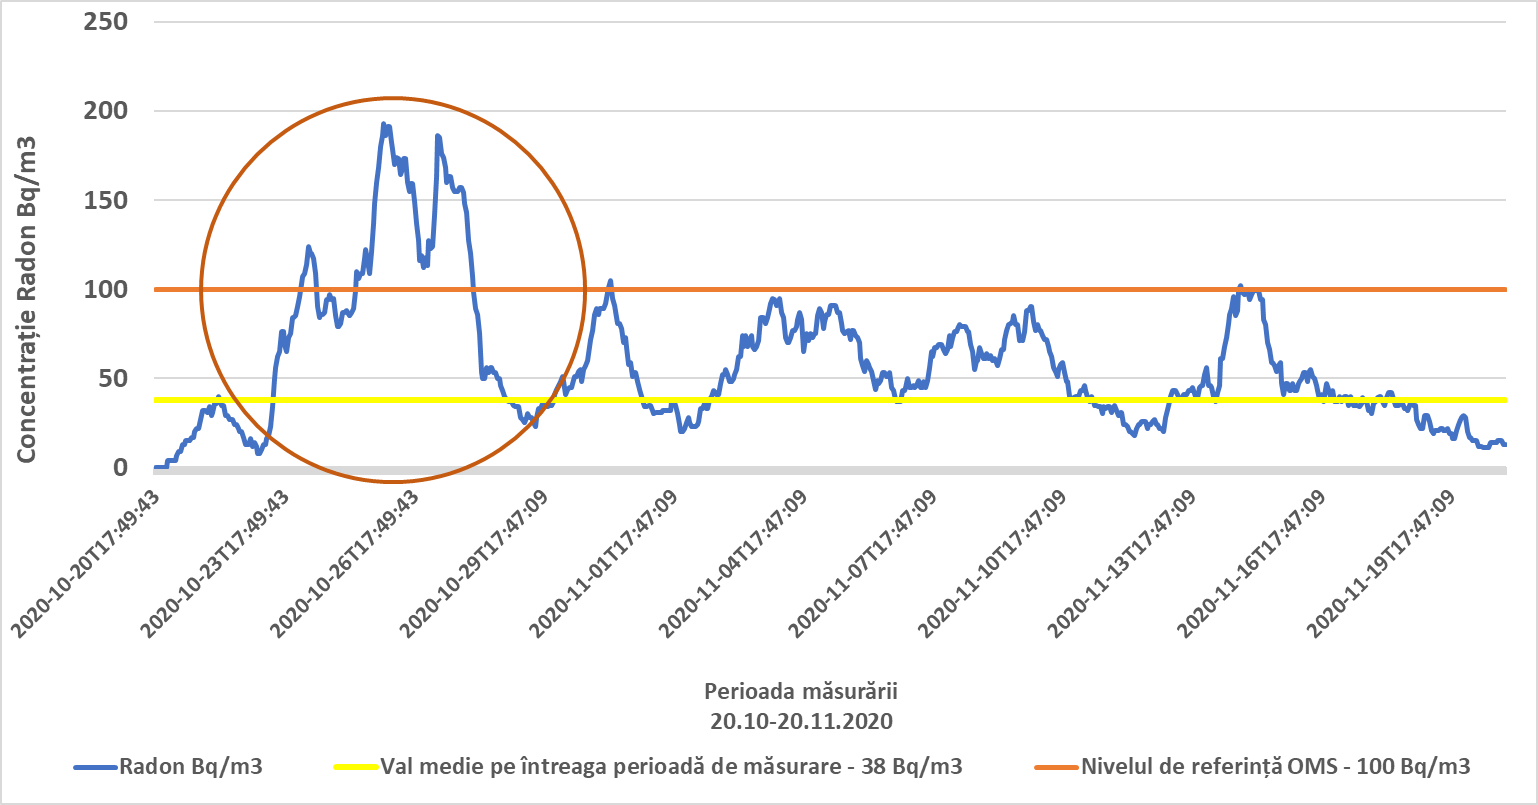 Concentrație Radon Bq/m3
250
200
150
100
50
0
2020-10-20T17:49:43
2020-10-23T17:49:43
2020-10-26T17:49:43
2020-10-29T17:47:09
2020-11-01T17:47:09
2020-11-04T17:47:09
2020-11-07T17:47:09
2020-11-10T17:47:09
2020-11-13T17:47:09
2020-11-16T17:47:09
2020-11-19T17:47:09
Perioada măsurării
20.10-20.11.2020
Radon Bq/m3
Val medie pe întreaga perioadă de măsurare - 38 Bq/m3
Nivelul de referință OMS - 100 Bq/m3